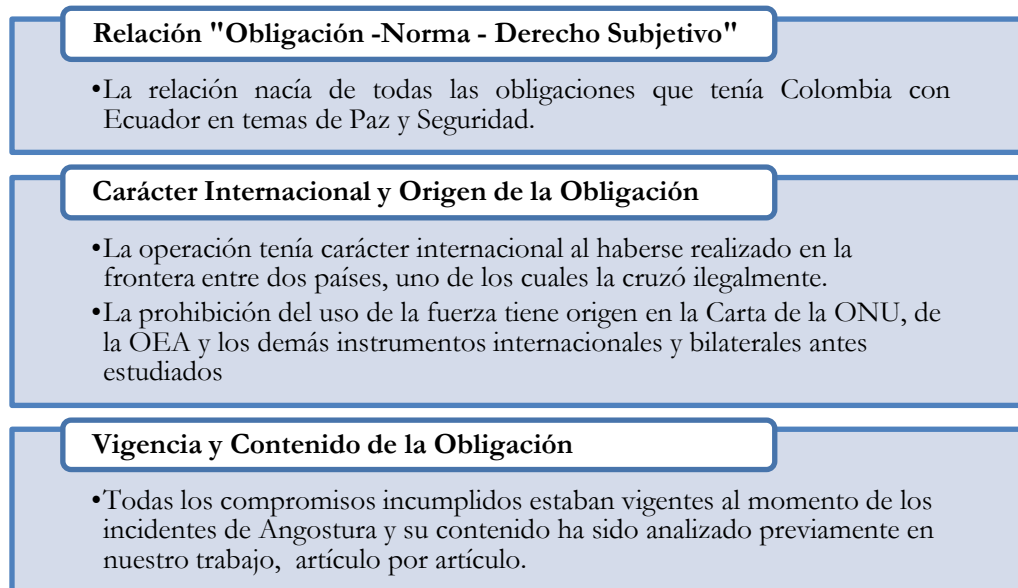 Relación "Obligación -Norma - Derecho Subjetivo"
•La relación nacía de todas las obligaciones que tenía Colombia con
Ecuador en temas de Paz y Seguridad.
Carácter Internacional y Origen de la Obligación
•La operación tenía carácter internacional al haberse realizado en la
frontera entre dos países, uno de los cuales la cruzó ilegalmente.
•La prohibición del uso de la fuerza tiene origen en la Carta de la ONU, de
la OEA y los demás instrumentos internacionales y bilaterales antes
estudiados
Vigencia y Contenido de la Obligación
•Todas los compromisos incumplidos estaban vigentes al momento de los
incidentes de Angostura y su contenido ha sido analizado previamente en
nuestro trabajo, artículo por artículo.